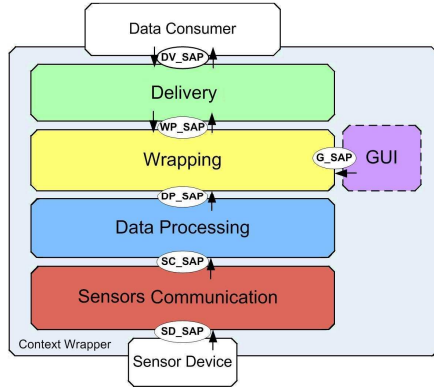 Data Consumer
DV_SAP
Delivery
WP_SAP
Wrapping
G_SAP
GUI
DP_SAP
Data Processing
SC_SAP
Sensors Communication
SD_SAP
Context Wrapper
Sensor Device